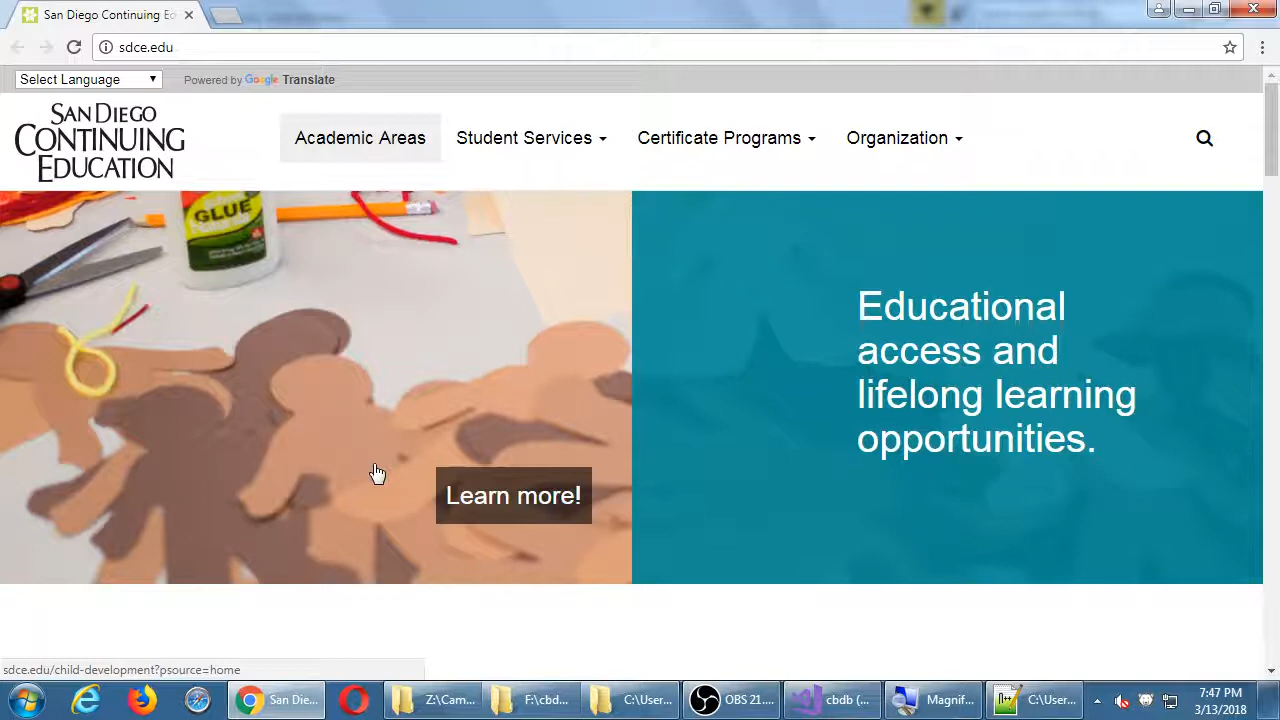 San Diego Continuing Ed
sdce.edu
Select Language
Powered by Google Translate
SAN DIEGO
CONTINUING
EDUCATION
Academic Areas
Student Services
Certificate Programs
Organization
GLUE
Educational
access and
lifelong learning
opportunities.
Learn more!
sdce.edu/child-development?psource=home
San Die...
Z:\Cam...
F:\cbd...
C:\User...
OBS 21....
cbdb (...
Magnif...
C:\User...
7:47 PM
3/13/2018